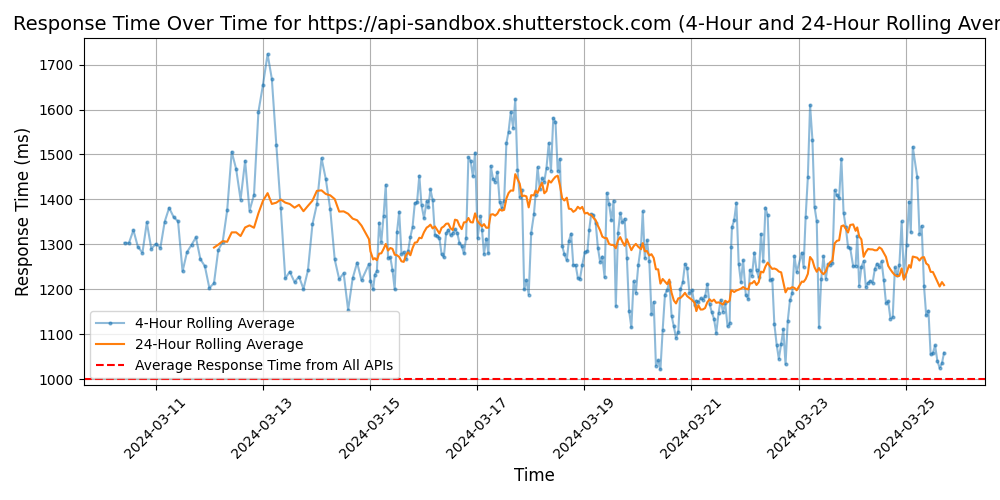 Response Time Over Time for https://api-sandbox.shutterstock.com (4-Hour and 24-Hour Rolling Aver
Response Time (ms)
1700
1600
1500
1400
1300
1200
1100
1000
4-Hour Rolling Average
24-Hour Rolling Average
Average Response Time from All APIs
2024-03-11
2024-03-13
2024-03-15
2024-03-17
2024-03-19
2024-03-21
2024-03-23
2024-03-25
Time